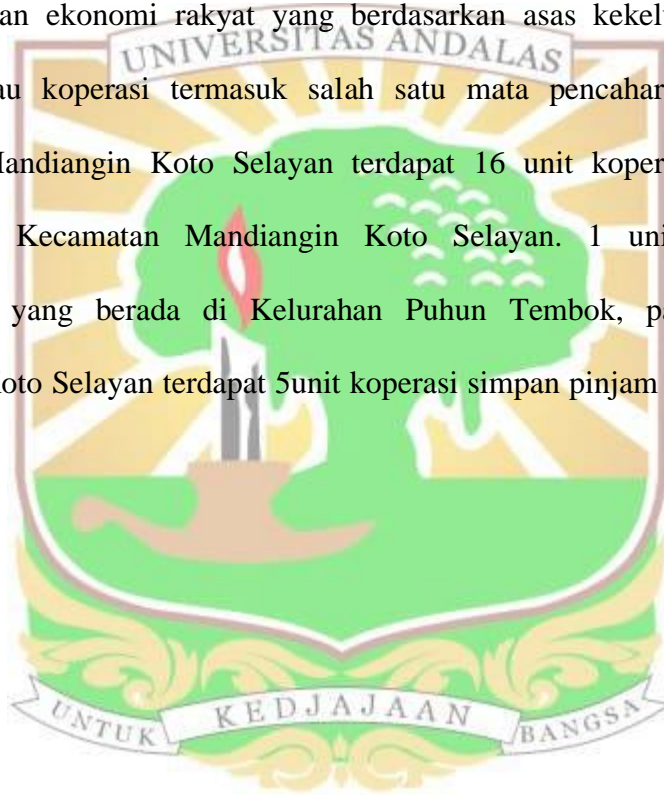 an ekonomi rakyat yang berdasarkan asas kekel
UNIVERSITAS ANDALAS
au koperasi termasuk salah satu mata pencahar
Mandiangin Koto Selayan terdapat 16 unit koper
Kecamatan Mandiangin Koto Selayan. 1 uni
yang berada di Kelurahan Puhun Tembok, pa
oto Selayan terdapat 5unit koperasi simpan pinjam
UNTUK KEDJAJAAN BANGSA